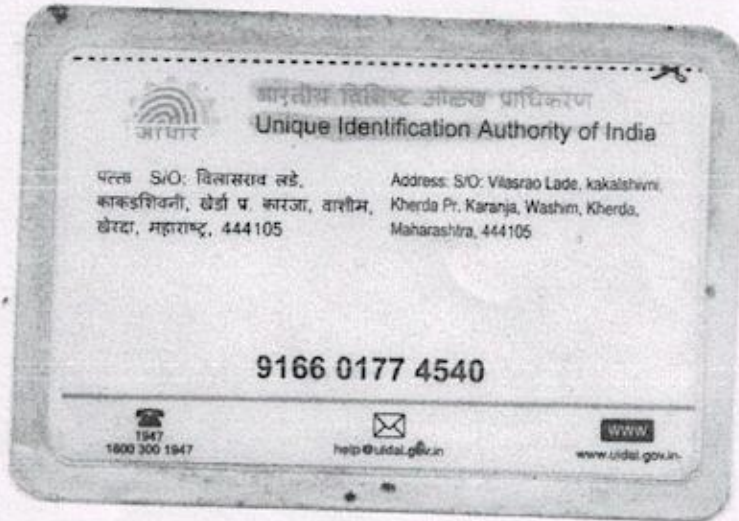 भारतीय विशिष्ट ओळख प्राधिकरण
आधार
Unique Identification Authority of India
पत्ता S/O: विलासराव लडे,
काकडशिवनी, खेर्डा प्र. कारंजा, वाशीम,
खेरदा, महाराष्ट्र, 444105
Address: S/O: Vilasrao Lade, kakalshivni,
Kherda Pr. Karanja, Washim, Kherda,
Maharashtra, 444105
9166 0177 4540
1947
1800 300 1947
help@uidai.gov.in
WWW
www.uidai.gov.in